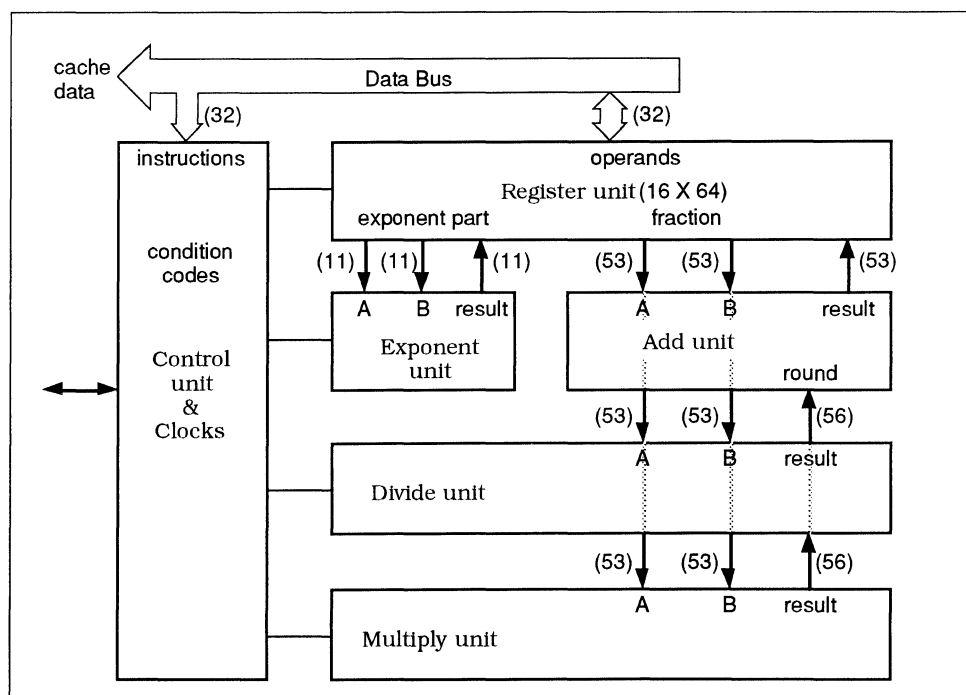 cache
data
Data Bus
(32)
(32)
instructions
operands
Register unit (16 X 64)
exponent part
fraction
condition
codes
(11)
(11)
(11)
(53)
(53)
(53)
A
B
result
A
B
result
Exponent
unit
Add unit
round
Control
unit
&
Clocks
(53)
(53)
(56)
A
B
result
Divide unit
(53)
(53)
(56)
A
B
result
Multiply unit